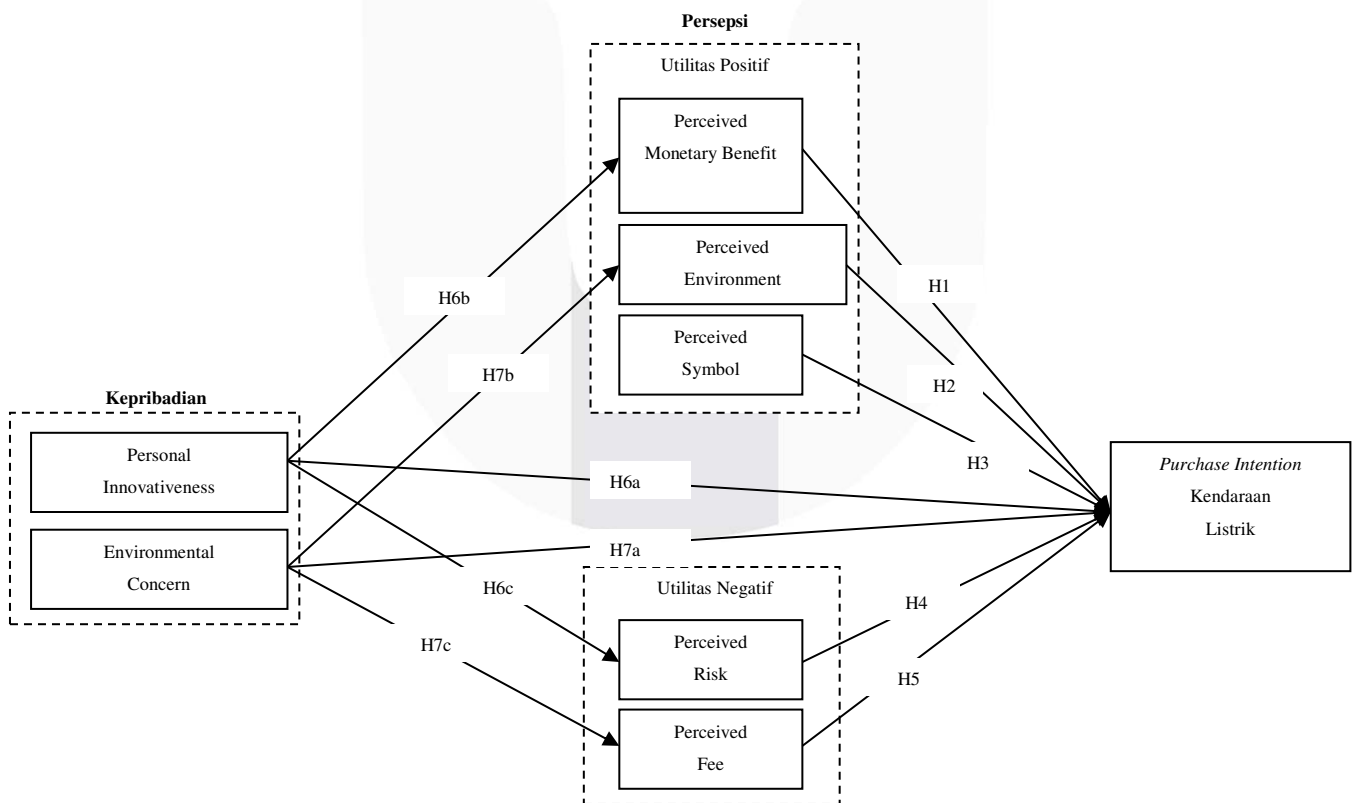 Persepsi
Utilitas Positif
Perceived
Monetary Benefit
Perceived
Environment
Perceived
Symbol
H1
H2
H3
H6b
H7b
Kepribadian
Personal
Innovativeness
Environmental
Concern
H6a
H7a
H6c
H7c
Purchase Intention
Kendaraan
Listrik
Utilitas Negatif
Perceived
Risk
Perceived
Fee
H4
H5